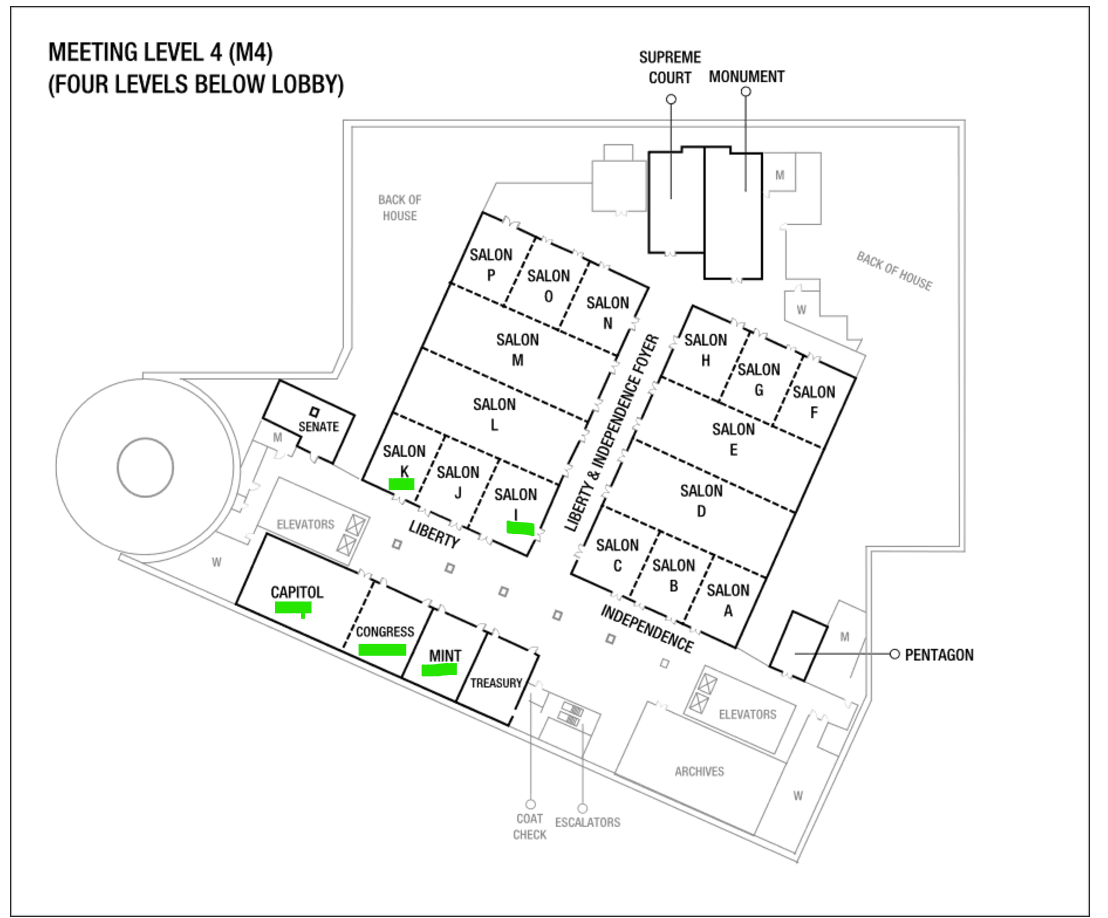 MEETING LEVEL 4 (M4)
(FOUR LEVELS BELOW LOBBY)
SUPREME
COURT
MONUMENT
M
BACK OF
HOUSE
BACK OF HOUSE
W
SALON
P
SALON
O
SALON
N
SALON
M
SALON
L
SALON
K
SALON
J
SALON
I
LIBERTY
LIBERTY & INDEPENDENCE FOYER
SALON
H
SALON
G
SALON
F
SALON
E
SALON
D
SALON
C
SALON
B
SALON
A
INDEPENDENCE
SENATE
M
ELEVATORS
W
CAPITOL
CONGRESS
MINT
TREASURY
M
PENTAGON
ELEVATORS
ARCHIVES
W
COAT
CHECK
ESCALATORS